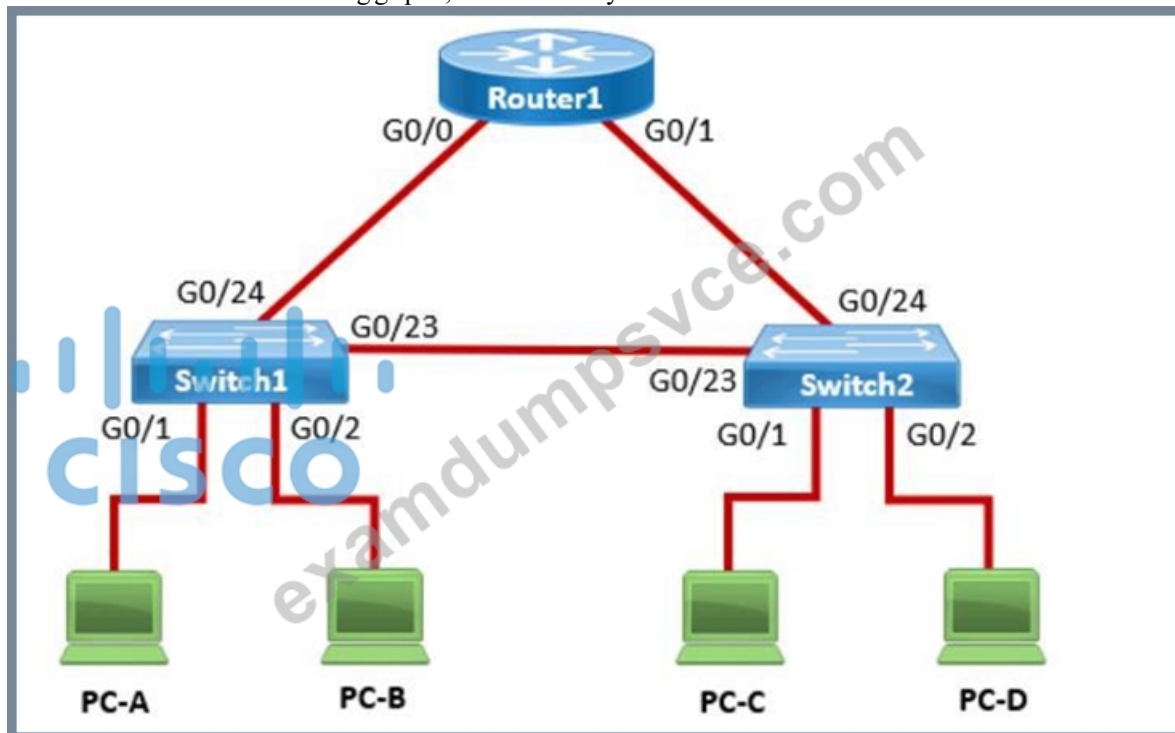 Router1
G0/0
G0/1
G0/24
G0/24
G0/23
G0/23
Switch1
Switch2
G0/1
G0/2
G0/1
G0/2
CISCO
examdumpsvce.com
PC-A
PC-B
PC-C
PC-D